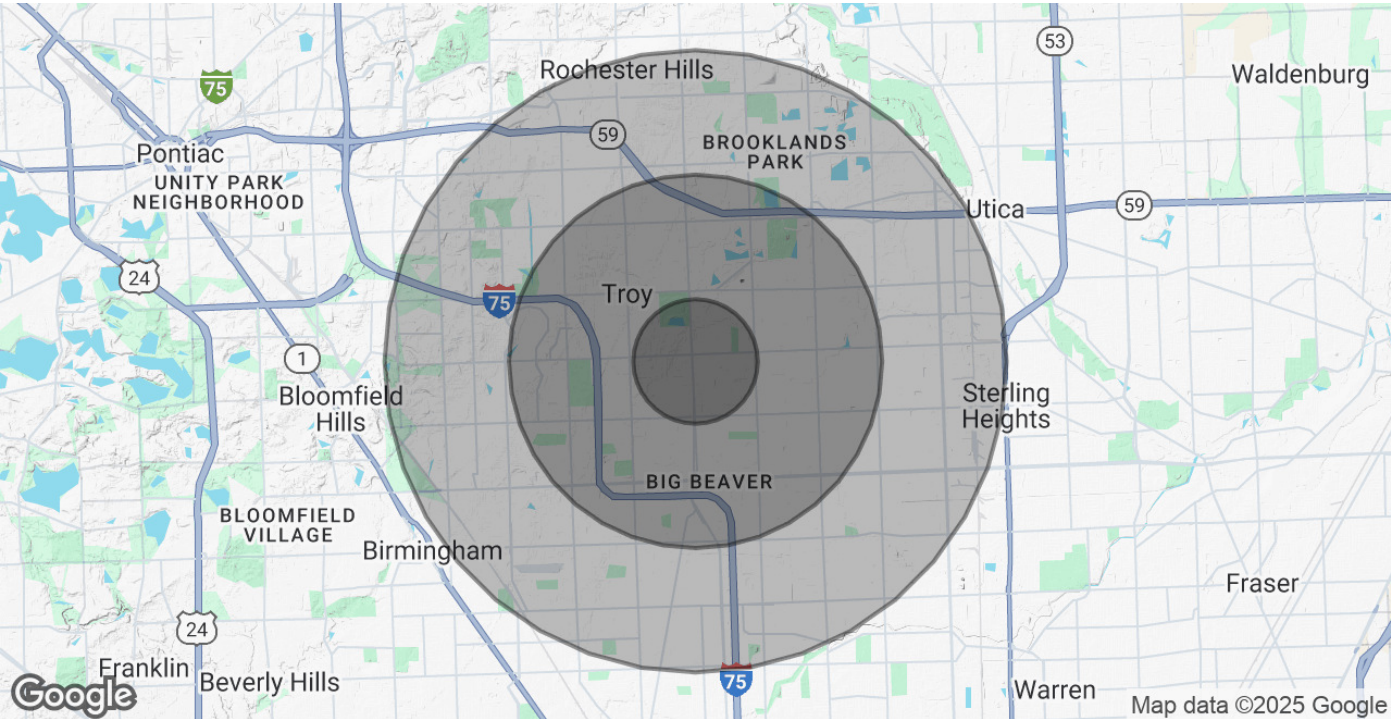 53
Rochester Hills
Waldenburg
75
59
BROOKLANDS
PARK
Pontiac
UNITY PARK
NEIGHBORHOOD
Utica
59
24
Troy
75
1
Bloomfield
Hills
Sterling
Heights
BIG BEAVER
BLOOMFIELD
VILLAGE
Birmingham
Fraser
24
Franklin
Beverly Hills
75
Warren
Google
Map data ©2025 Google